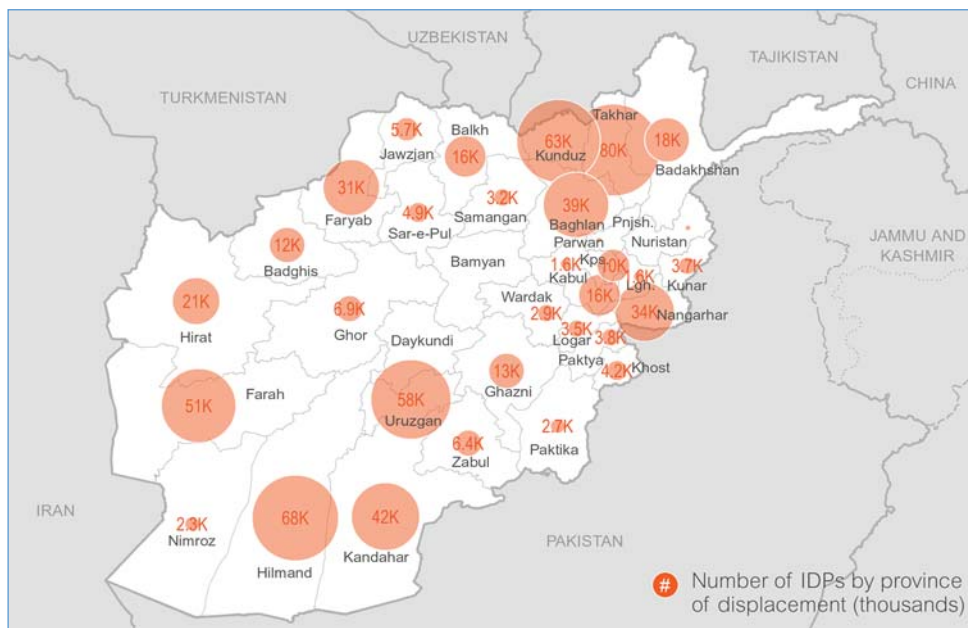 UZBEKISTAN
TAJIKISTAN
CHINA
TURKMENISTAN
Takhar
5.7K
Jawzjan
Balkh
16K
63K
Kunduz
80K
18K
Badakhshan
31K
Faryab
4.9K
Sar-e-Pul
3.2K
Samangan
39K
Baghlan
Pnjsh.
Parwan
Nuristan
12K
Badghis
Bamyan
Kps.
1.6K
Kabul
10K
.6K
Lgh.
3.7K
Kunar
JAMMU AND
KASHMIR
21K
Hirat
6.9K
Ghor
Wardak
2.9K
16K
34K
Nangarhar
Daykundi
3.5K
Logar
3.8K
Paktya
4.2K
Khost
13K
Ghazni
51K
Farah
58K
Uruzgan
6.4K
Zabul
2.7K
Paktika
IRAN
2.3K
Nimroz
68K
Hilmand
42K
Kandahar
PAKISTAN
# Number of IDPs by province
of displacement (thousands)